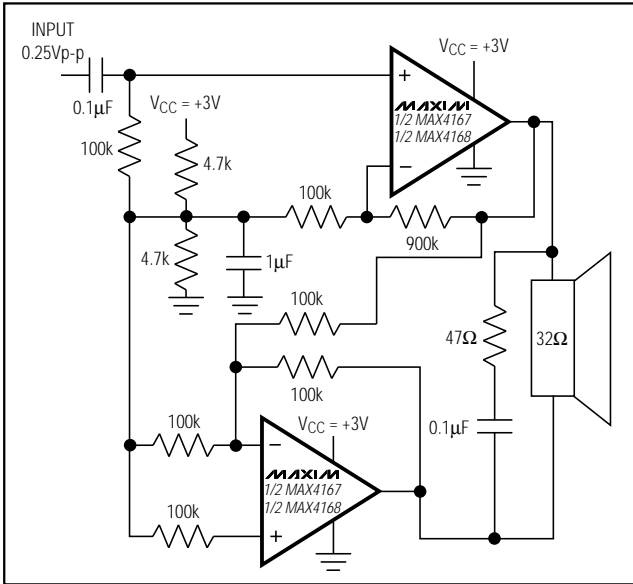 INPUT
0.25Vp-p
0.1µF
VCC = +3V
100k
4.7k
4.7k
1µF
100k
900k
+
−
VCC = +3V
MAXIM
1/2 MAX4167
1/2 MAX4168
100k
100k
47Ω
32Ω
0.1µF
100k
100k
VCC = +3V
−
+
MAXIM
1/2 MAX4167
1/2 MAX4168